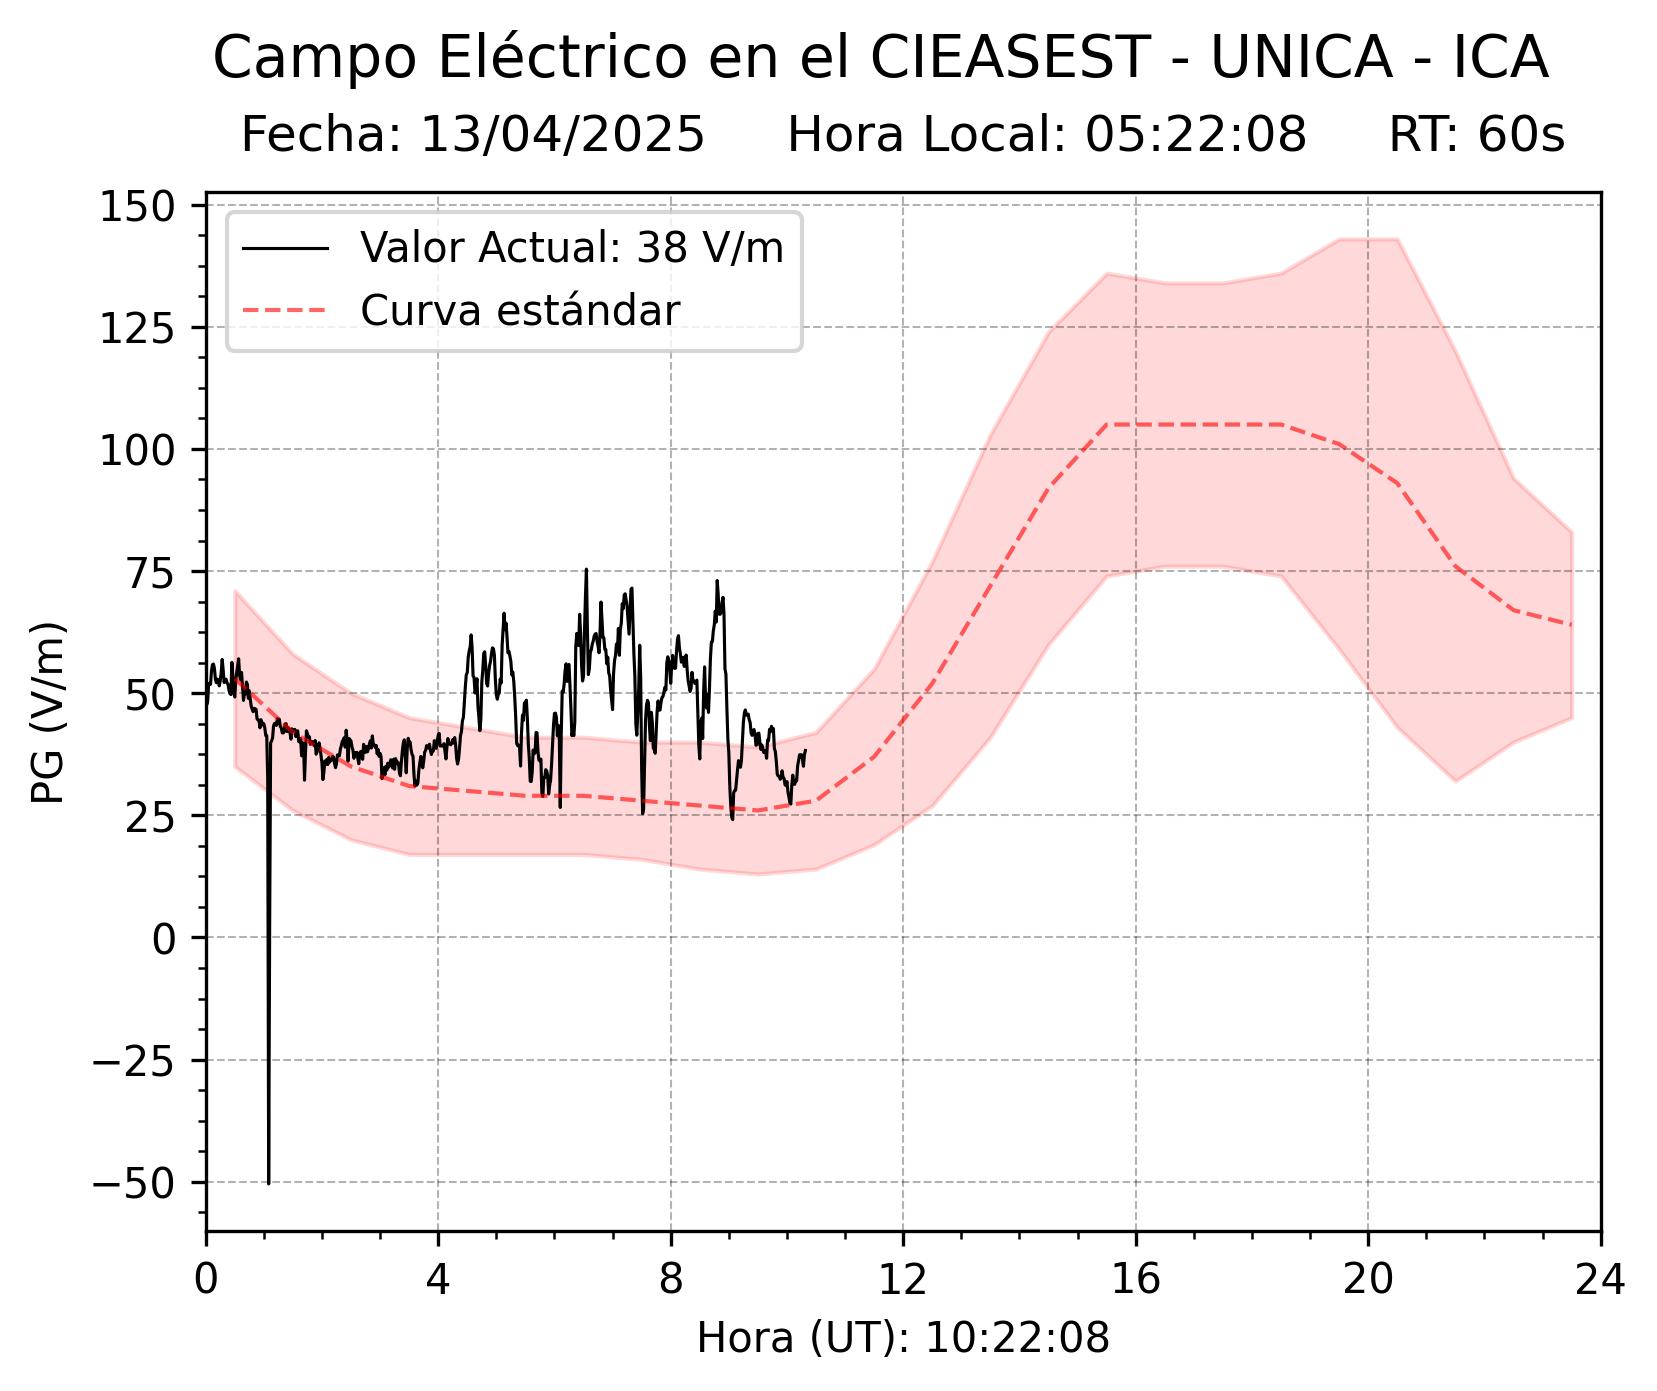 Campo Eléctrico en el CIEASEST - UNICA - ICA
Fecha: 13/04/2025 Hora Local: 05:22:08 RT: 60s
Valor Actual: 38 V/m
Curva estándar
150
125
100
75
50
25
0
−25
−50
PG (V/m)
0 4 8 12 16 20 24
Hora (UT): 10:22:08